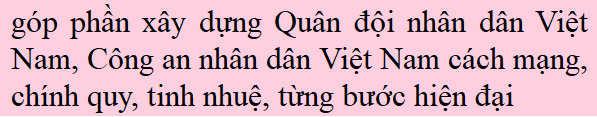 góp phần xây dựng Quân đội nhân dân Việt
Nam, Công an nhân dân Việt Nam cách mạng,
chính quy, tinh nhuệ, từng bước hiện đại